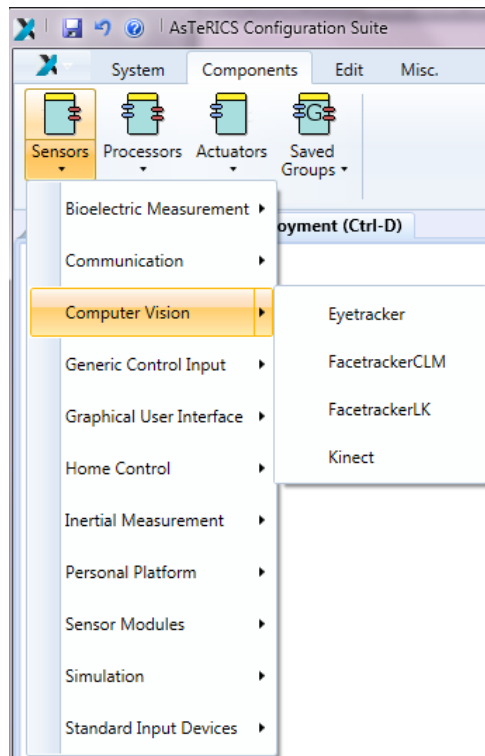 AsTeRICS Configuration Suite
System Components Edit Misc.
Sensors Processors Actuators Saved Groups
G
oyment (Ctrl-D)
Bioelectric Measurement
Communication
Computer Vision
Generic Control Input
Graphical User Interface
Home Control
Inertial Measurement
Personal Platform
Sensor Modules
Simulation
Standard Input Devices
Eyetracker
FacetrackerCLM
FacetrackerLK
Kinect